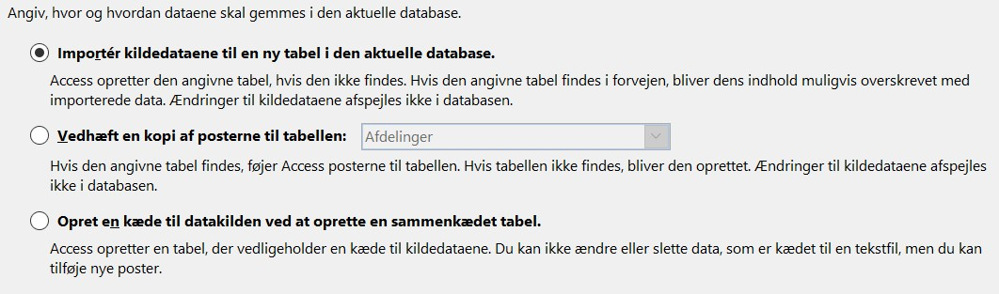 Angiv, hvor og hvordan dataene skal gemmes i den aktuelle database.
Importér kildedataene til en ny tabel i den aktuelle database.
Access opretter den angivne tabel, hvis den ikke findes. Hvis den angivne tabel findes i forvejen, bliver dens indhold muligvis overskrevet med
importerede data. Ændringer til kildedataene afspejles ikke i databasen.
Vedhæft en kopi af posterne til tabellen: Afdelinger
Hvis den angivne tabel findes, føjer Access posterne til tabellen. Hvis tabellen ikke findes, bliver den oprettet. Ændringer til kildedataene afspejles
ikke i databasen.
Opret en kæde til datakilden ved at oprette en sammenkædet tabel.
Access opretter en tabel, der vedligeholder en kæde til kildedataene. Du kan ikke ændre eller slette data, som er kædet til en tekstfil, men du kan
tilføje nye poster.